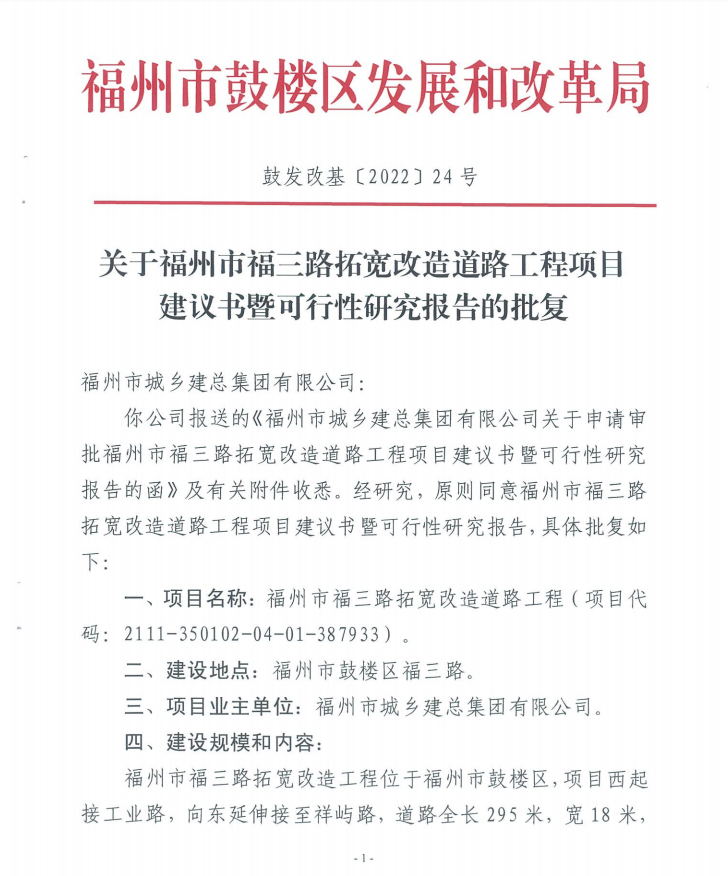 福州市鼓楼区发展和改革局
鼓发改基〔2022〕24 号
关于福州市福三路拓宽改造道路工程项目
建议书暨可行性研究报告的批复
福州市城乡建总集团有限公司：
你公司报送的《福州市城乡建总集团有限公司关于申请审
批福州市福三路拓宽改造道路工程项目建议书暨可行性研究
报告的函》及有关附件收悉。经研究，原则同意福州市福三路
拓宽改造道路工程项目建议书暨可行性研究报告，具体批复如
下：
一、项目名称：福州市福三路拓宽改造道路工程（项目代
码：2111-350102-04-01-387933）。
二、建设地点：福州市鼓楼区福三路。
三、项目业主单位：福州市城乡建总集团有限公司。
四、建设规模和内容：
福州市福三路拓宽改造工程位于福州市鼓楼区，项目西起
接工业路，向东延伸接至祥屿路，道路全长 295 米，宽 18 米，
- 1 -